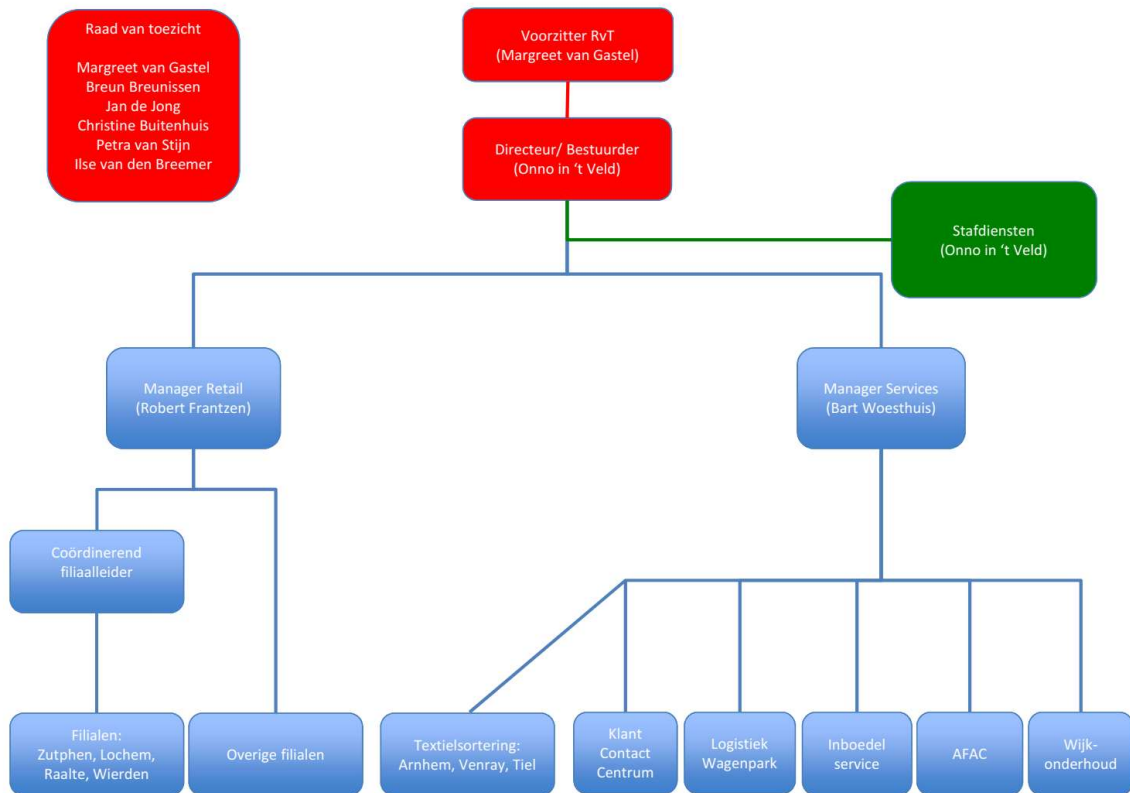 Raad van toezicht
Margreet van Gastel
Breun Breunissen
Jan de Jong
Christine Buitenhuis
Petra van Stijn
Ilse van den Breemer
Voorzitter RvT
(Margreet van Gastel)
Directeur/ Bestuurder
(Onno in ‘t Veld)
Stafdiensten
(Onno in ‘t Veld)
Manager Retail
(Robert Frantzen)
Manager Services
(Bart Woesthuis)
Coördinerend
filiaalleider
Filialen:
Zutphen, Lochem,
Raalte, Wierden
Overige filialen
Textielsortering:
Arnhem, Venray, Tiel
Klant
Contact
Centrum
Logistiek
Wagenpark
Inboedel
service
AFAC
Wijk-
onderhoud